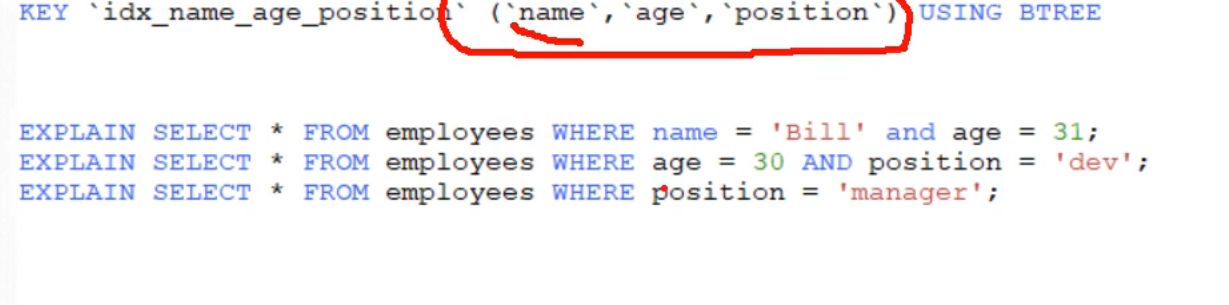 KEY `idx_name_age_position` (`name`,`age`,`position`) USING BTREE
EXPLAIN SELECT * FROM employees WHERE name = 'Bill' and age = 31;
EXPLAIN SELECT * FROM employees WHERE age = 30 AND position = 'dev';
EXPLAIN SELECT * FROM employees WHERE position = 'manager';